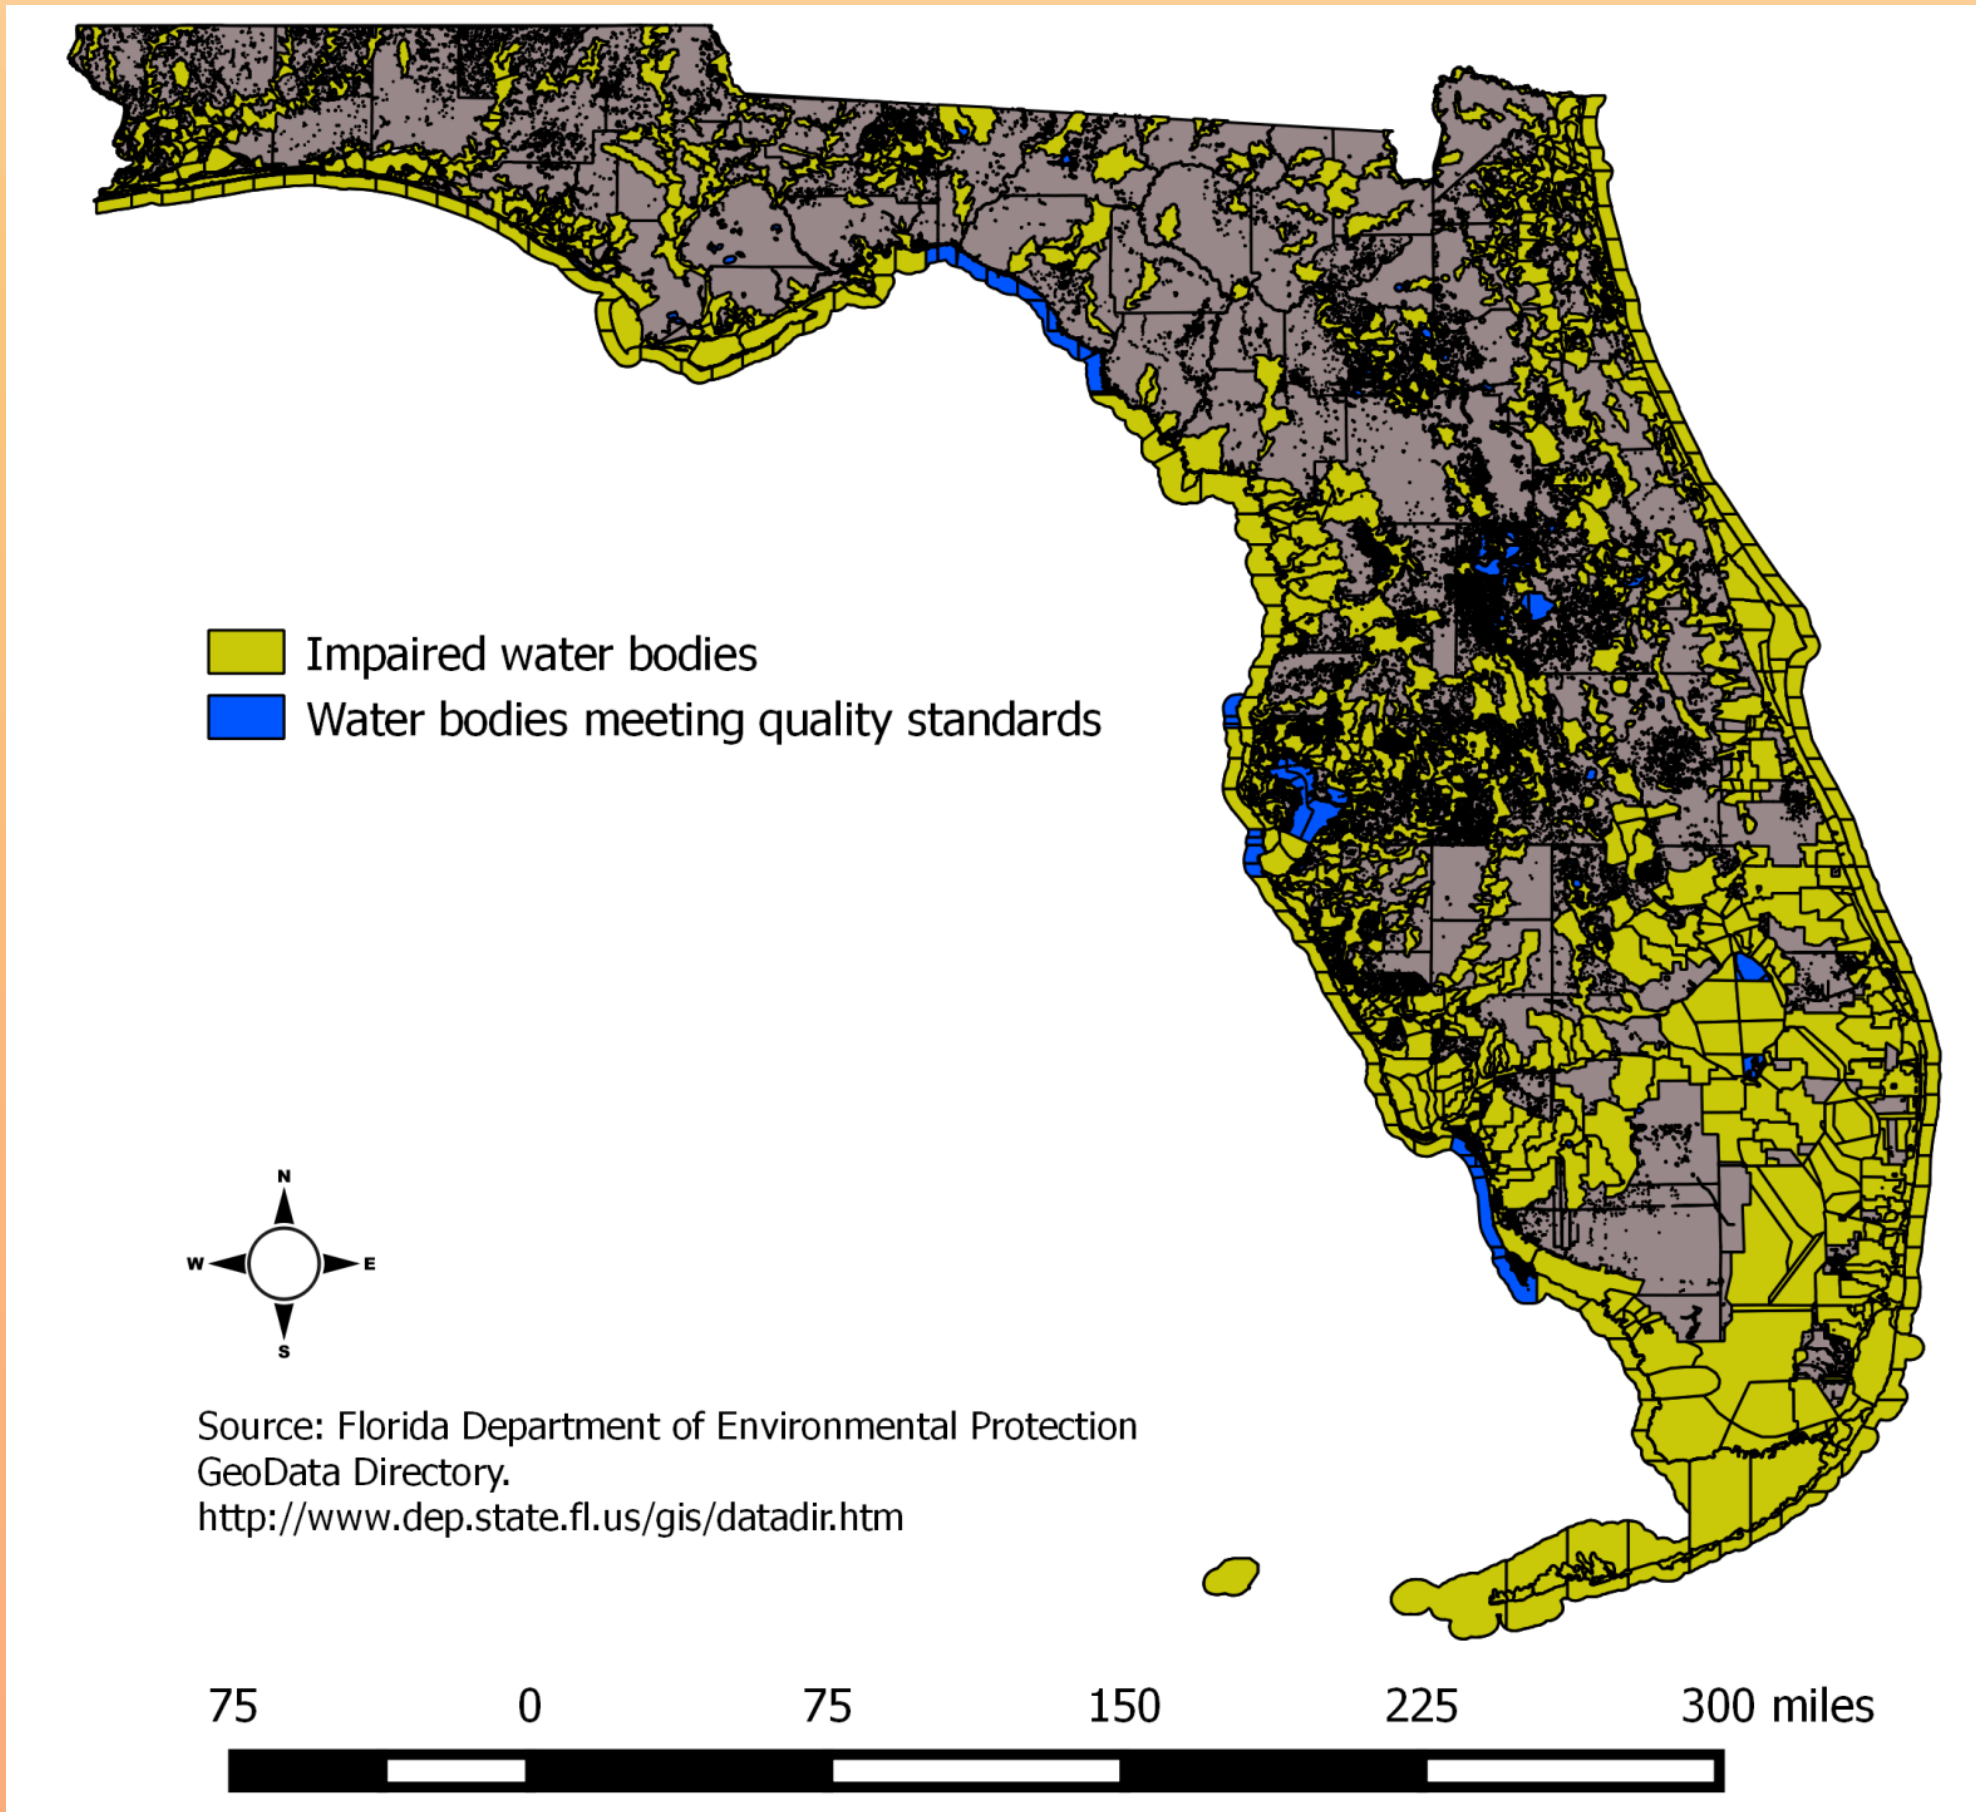 Impaired water bodies
Water bodies meeting quality standards
N
W E
S
Source: Florida Department of Environmental Protection
GeoData Directory.
http://www.dep.state.fl.us/gis/datadir.htm
75 0 75 150 225 300 miles